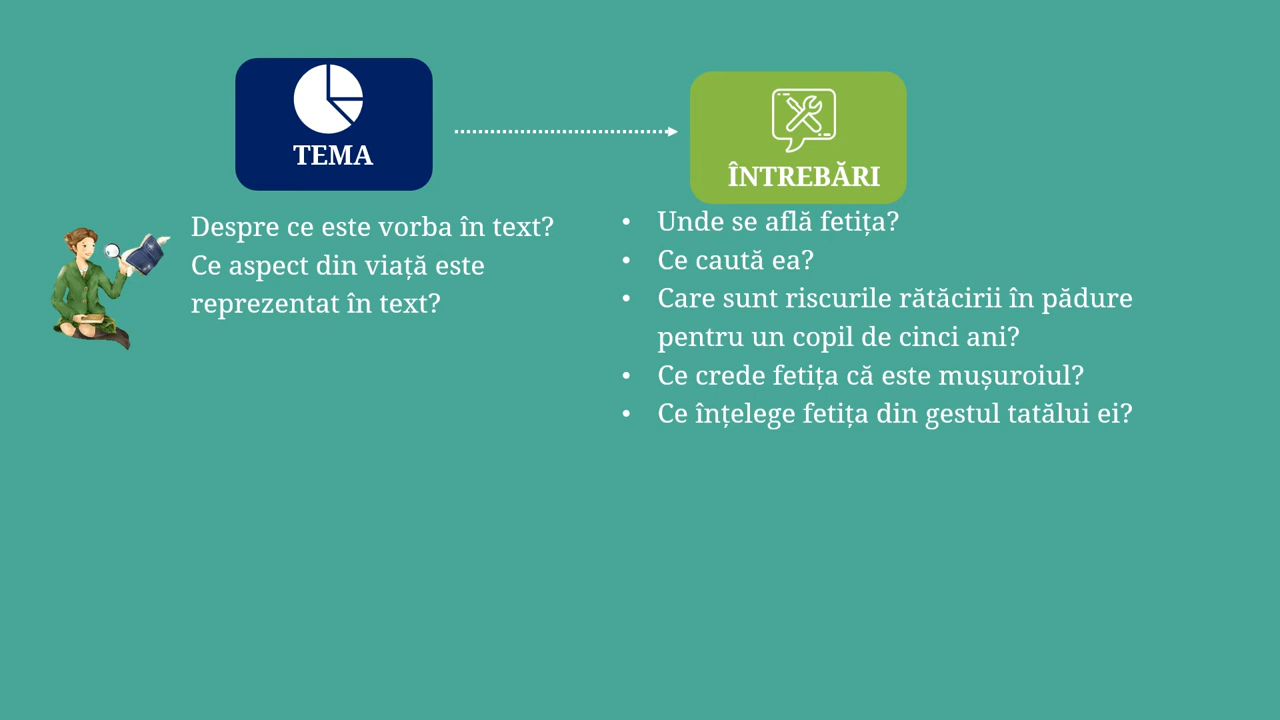 TEMA
Despre ce este vorba în text?
Ce aspect din viață este
reprezentat în text?
ÎNTREBĂRI
• Unde se află fetița?
• Ce caută ea?
• Care sunt riscurile rătăcirii în pădure
pentru un copil de cinci ani?
• Ce crede fetița că este mușuroiul?
• Ce înțelege fetița din gestul tatălui ei?